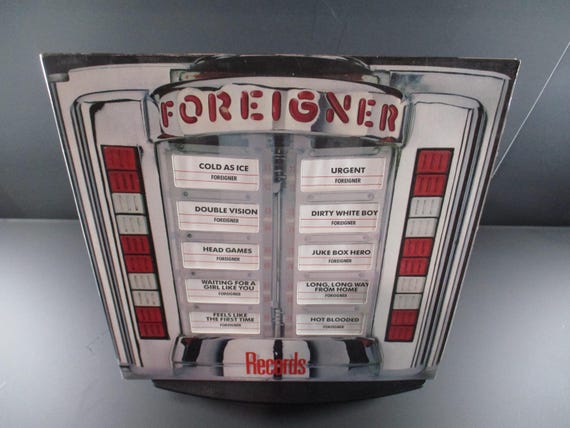 FOREIGNER
COLD AS ICE
FOREIGNER
DOUBLE VISION
FOREIGNER
HEAD GAMES
FOREIGNER
WAITING FOR A
GIRL LIKE YOU
FOREIGNER
FEELS LIKE
THE FIRST TIME
FOREIGNER
URGENT
FOREIGNER
DIRTY WHITE BOY
FOREIGNER
JUKE BOX HERO
FOREIGNER
LONG, LONG WAY
FROM HOME
FOREIGNER
HOT BLOODED
FOREIGNER
Records